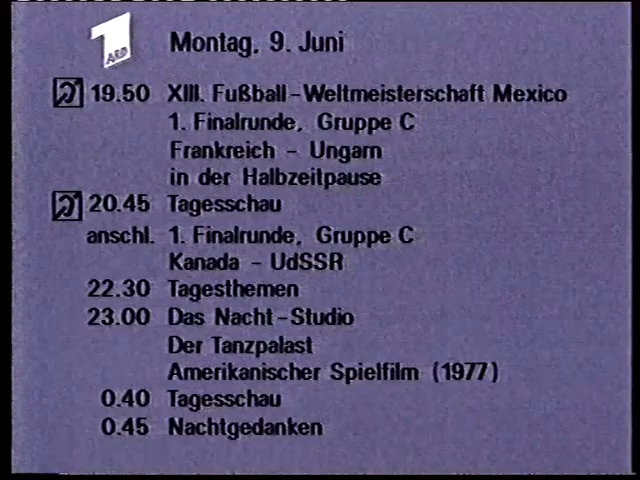 1 ARD
Montag, 9. Juni
19.50 XIII. Fußball-Weltmeisterschaft Mexico
1. Finalrunde, Gruppe C
Frankreich - Ungarn
in der Halbzeitpause
20.45 Tagesschau
anschl. 1. Finalrunde, Gruppe C
Kanada - UdSSR
22.30 Tagesthemen
23.00 Das Nacht-Studio
Der Tanzpalast
Amerikanischer Spielfilm (1977)
0.40 Tagesschau
0.45 Nachtgedanken